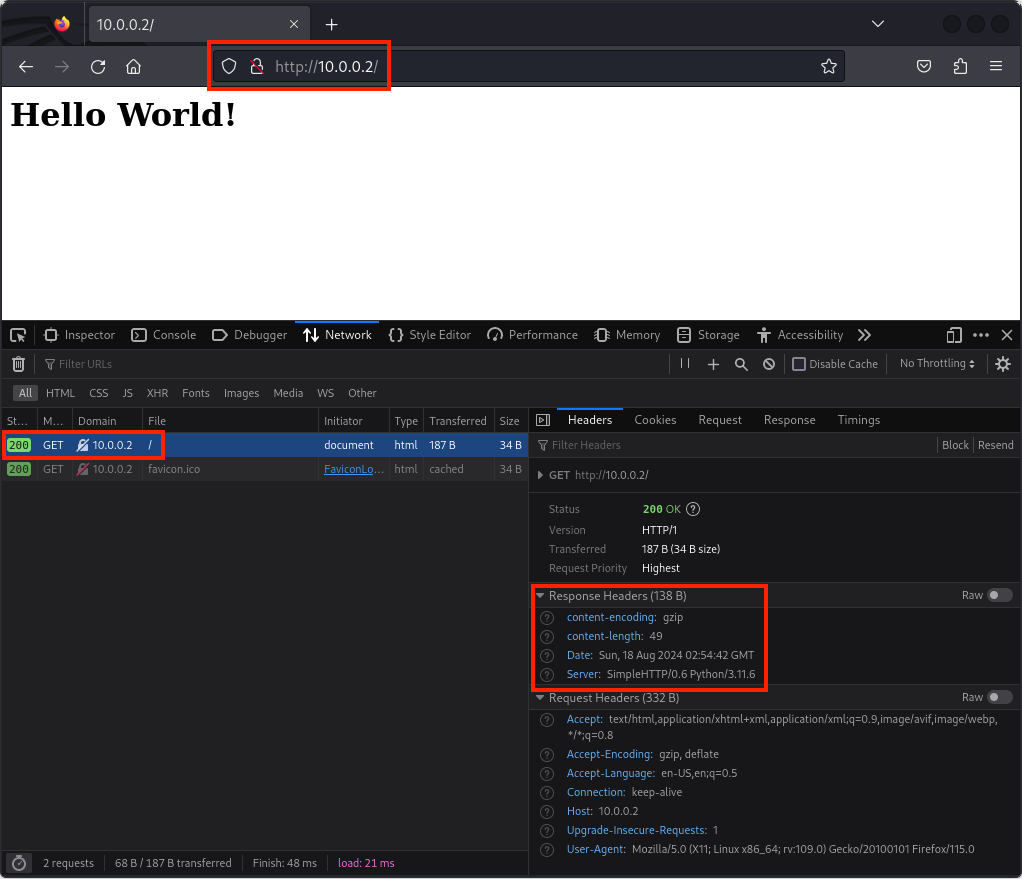 10.0.0.2/
http://10.0.0.2/
Hello World!
Inspector Console Debugger Network Style Editor Performance Memory Storage Accessibility
Filter URLs Disable Cache No Throttling
All HTML CSS JS XHR Fonts Images Media WS Other
St... M... Domain File Initiator Type Transferred Size
200 GET 10.0.0.2 / document html 187 B 34 B
200 GET 10.0.0.2 favicon.ico FaviconLo... html cached 34 B
Headers Cookies Request Response Timings
Filter Headers Block Resend
GET http://10.0.0.2/
Status 200 OK
Version HTTP/1
Transferred 187 B (34 B size)
Request Priority Highest
Response Headers (138 B) Raw
content-encoding: gzip
content-length: 49
Date: Sun, 18 Aug 2024 02:54:42 GMT
Server: SimpleHTTP/0.6 Python/3.11.6
Request Headers (332 B) Raw
Accept: text/html,application/xhtml+xml,application/xml;q=0.9,image/avif,image/webp,
*/*;q=0.8
Accept-Encoding: gzip, deflate
Accept-Language: en-US,en;q=0.5
Connection: keep-alive
Host: 10.0.0.2
Upgrade-Insecure-Requests: 1
User-Agent: Mozilla/5.0 (X11; Linux x86_64; rv:109.0) Gecko/20100101 Firefox/115.0
2 requests 68 B / 187 B transferred Finish: 48 ms load: 21 ms